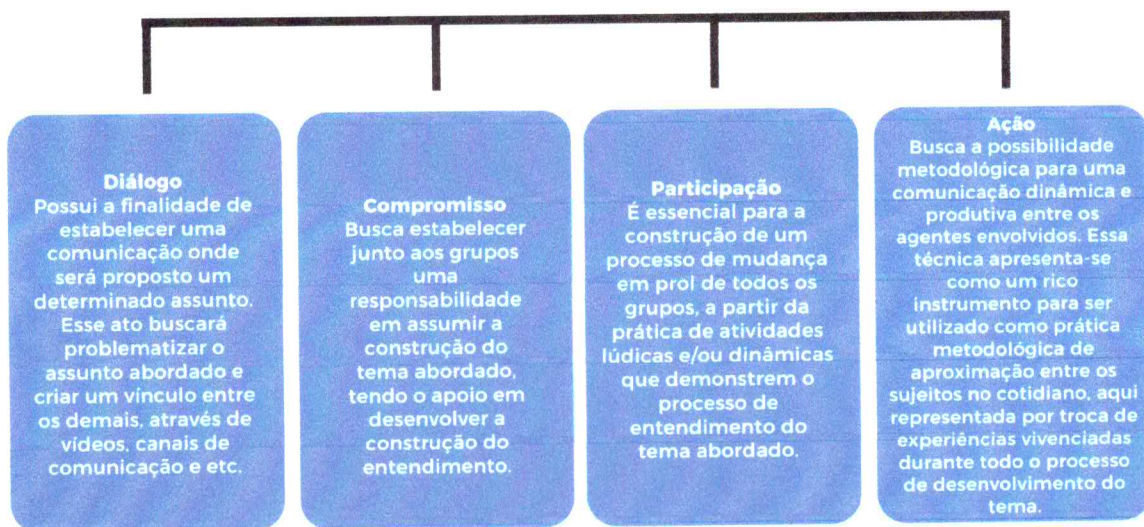 Diálogo
Possui a finalidade de
estabelecer uma
comunicação onde
será proposto um
determinado assunto.
Esse ato buscará
problematizar o
assunto abordado e
criar um vínculo entre
os demais, através de
vídeos, canais de
comunicação e etc.
Compromisso
Busca estabelecer
junto aos grupos
uma
responsabilidade
em assumir a
construção do
tema abordado,
tendo o apoio em
desenvolver a
construção do
entendimento.
Participação
É essencial para a
construção de um
processo de mudança
em prol de todos os
grupos, a partir da
prática de atividades
lúdicas e/ou dinâmicas
que demonstrem o
processo de
entendimento do
tema abordado.
Ação
Busca a possibilidade
metodológica para uma
comunicação dinâmica e
produtiva entre os
agentes envolvidos. Essa
técnica apresenta-se
como um rico
instrumento para ser
utilizado como prática
metodológica de
aproximação entre os
sujeitos no cotidiano, aqui
representada por troca de
experiências vivenciadas
durante todo o processo
de desenvolvimento do
tema.